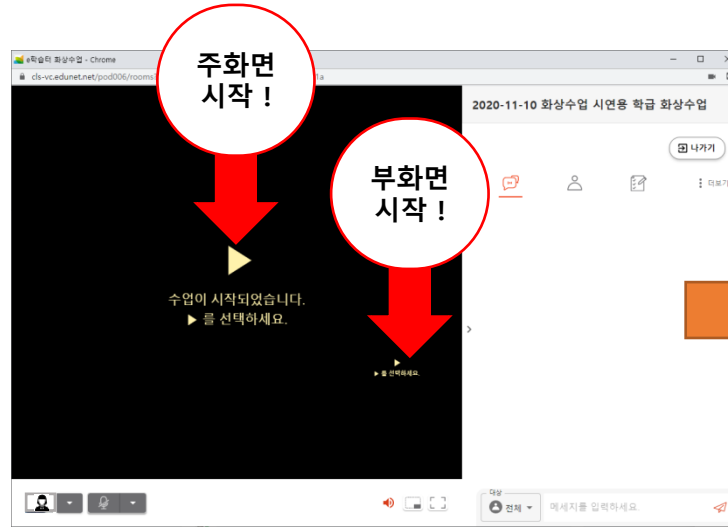 e학습터 화상수업 - Chrome
cls-vc.edunet.net/pod006/rooms
1a
주화면
시작 !
2020-11-10 화상수업 시연용 학급 화상수업
나가기
부화면
시작 !
더보기
수업이 시작되었습니다.
▶ 를 선택하세요.
▶ 를 선택하세요.
대상
전체
메세지를 입력하세요.